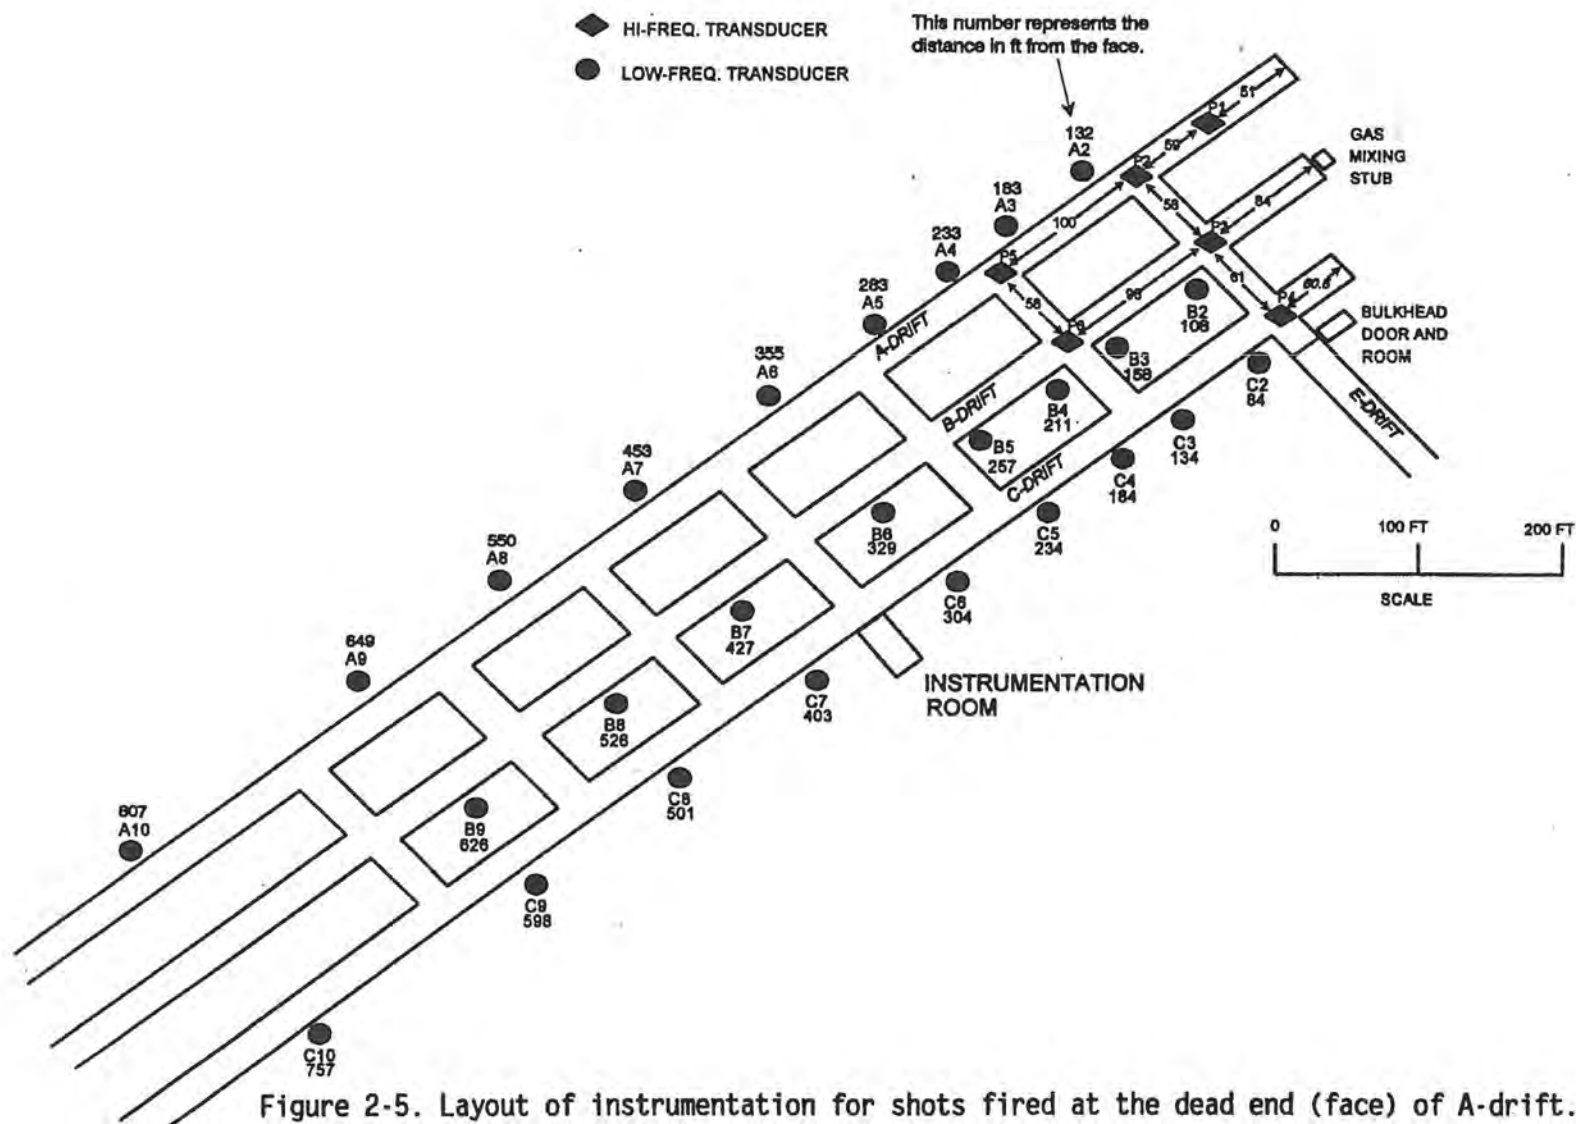 HI-FREQ. TRANSDUCER
LOW-FREQ. TRANSDUCER
This number represents the
distance in ft from the face.
51
P1
59
132
A2
P2
GAS
MIXING
STUB
183
A3
58
84
100
P3
233
A4
P5
61
60.5
P4
283
A5
58
96
B2
108
BULKHEAD
DOOR AND
ROOM
A-DRIFT
P6
B3
158
355
A6
C2
84
B-DRIFT
B4
211
E-DRIFT
C3
134
453
A7
B5
257
C-DRIFT
C4
184
B6
329
C5
234
0
100 FT
200 FT
SCALE
550
A8
C6
304
B7
427
649
A9
INSTRUMENTATION
ROOM
C7
403
B8
526
C8
501
807
A10
B9
626
C9
598
C10
757
Figure 2-5. Layout of instrumentation for shots fired at the dead end (face) of A-drift.